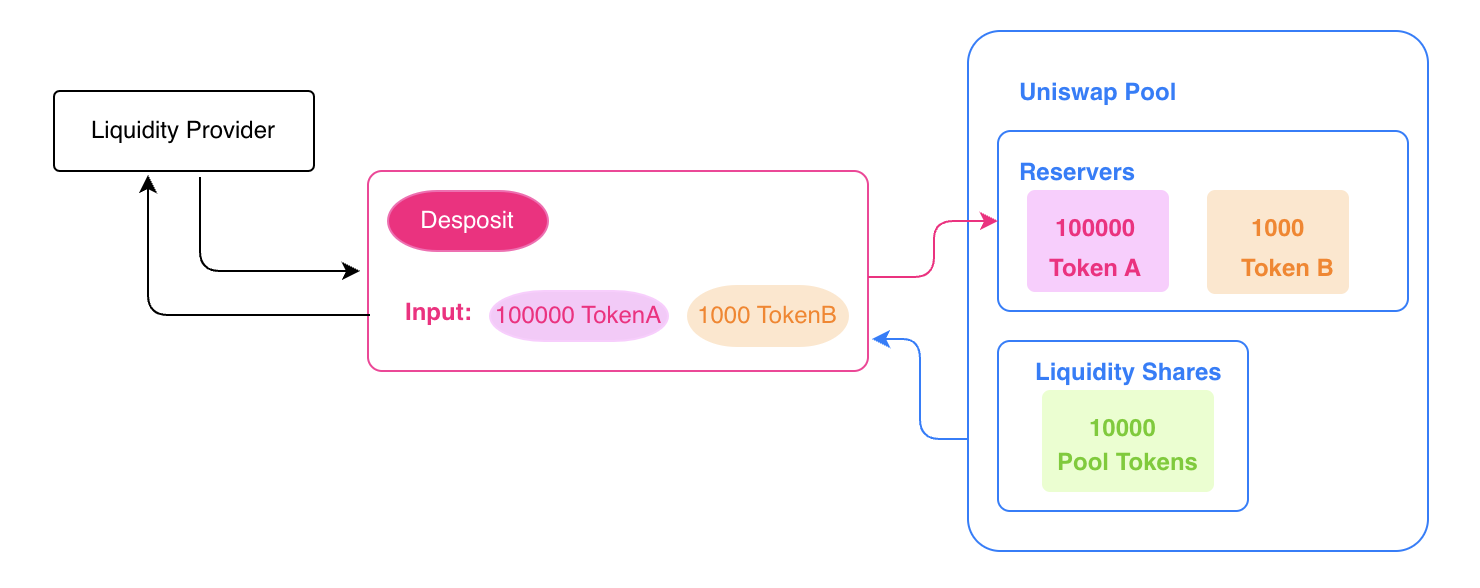 Liquidity Provider
Desposit
Input: 100000 TokenA 1000 TokenB
Uniswap Pool
Reservers
100000
Token A
1000
Token B
Liquidity Shares
10000
Pool Tokens